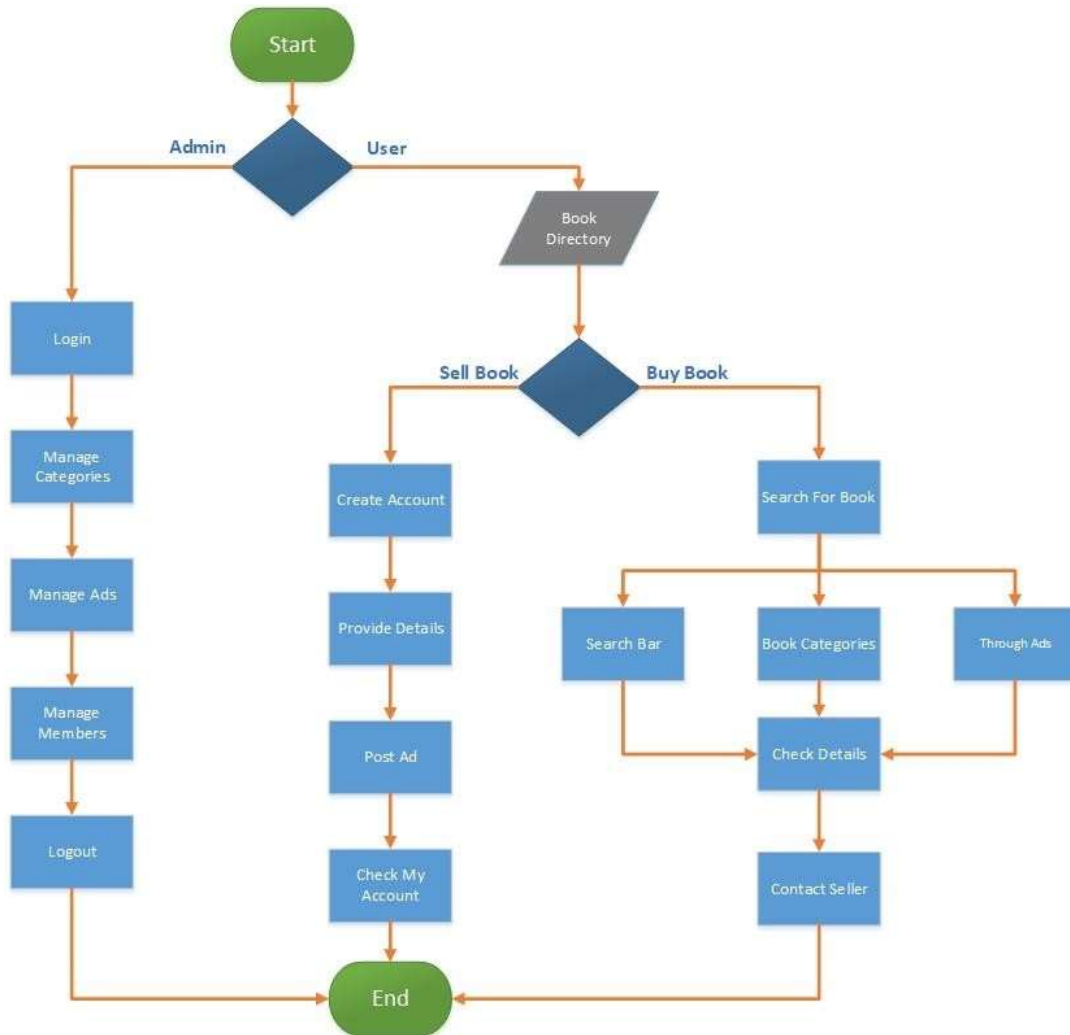 Start
Admin
User
Book
Directory
Login
Sell Book
Buy Book
Manage
Categories
Create Account
Search For Book
Manage Ads
Provide Details
Search Bar
Book Categories
Through Ads
Manage
Members
Post Ad
Check Details
Logout
Check My
Account
Contact Seller
End